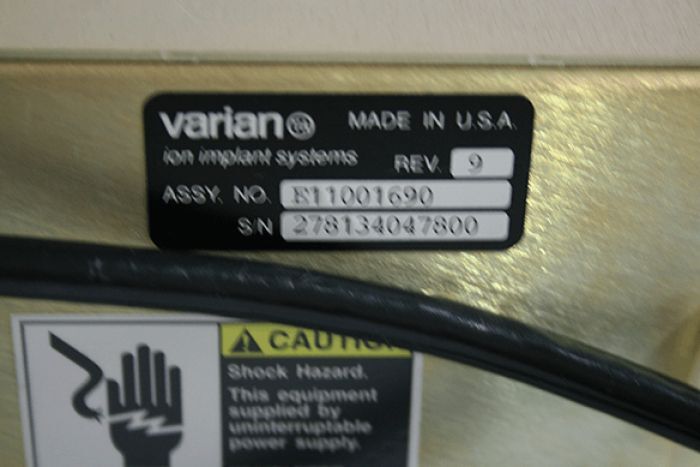 varian MADE IN U.S.A.
ion implant systems
REV. 9
ASSY. NO. E11001690
S/N 278134047800
CAUTION
Shock Hazard.
This equipment
supplied by
uninterruptable
power supply.